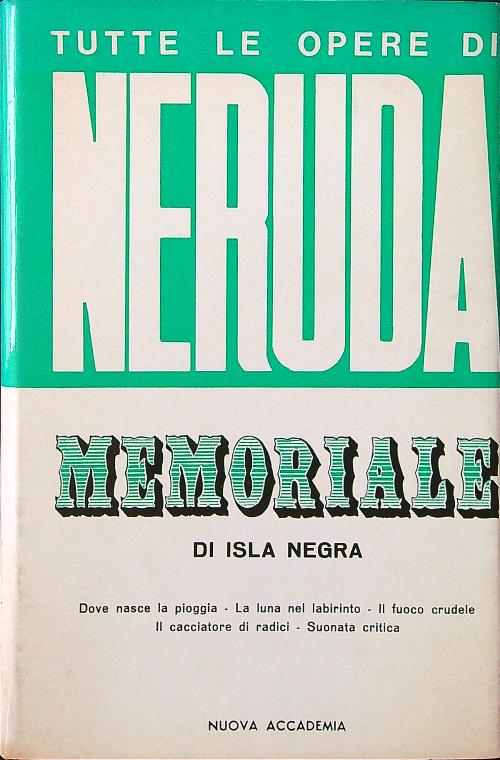 TUTTE LE OPERE DI
NERUDA
MEMORIALE
DI ISLA NEGRA
Dove nasce la pioggia - La luna nel labirinto - Il fuoco crudele
Il cacciatore di radici - Suonata critica
NUOVA ACCADEMIA